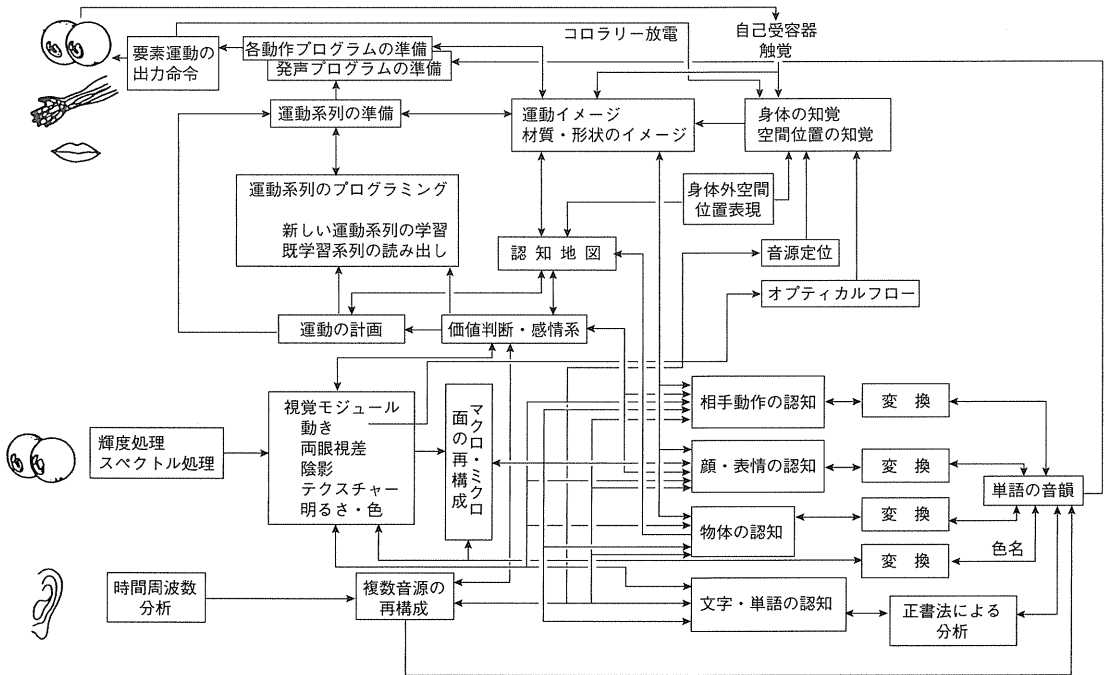 コロラリー放電
自己受容器
触覚
要素運動の
出力命令
各動作プログラムの準備
発声プログラムの準備
運動系列の準備
運動イメージ
材質・形状のイメージ
身体の知覚
空間位置の知覚
運動系列のプログラミング
新しい運動系列の学習
既学習系列の読み出し
身体外空間
位置表現
認知地図
音源定位
オプティカルフロー
運動の計画
価値判断・感情系
視覚モジュール
動き
両眼視差
陰影
テクスチャー
明るさ・色
マクロ・ミクロ
面の再構成
輝度処理
スペクトル処理
相手動作の認知
変換
顔・表情の認知
変換
単語の音韻
物体の認知
変換
色名
変換
時間周波数
分析
複数音源の
再構成
文字・単語の認知
正書法による
分析